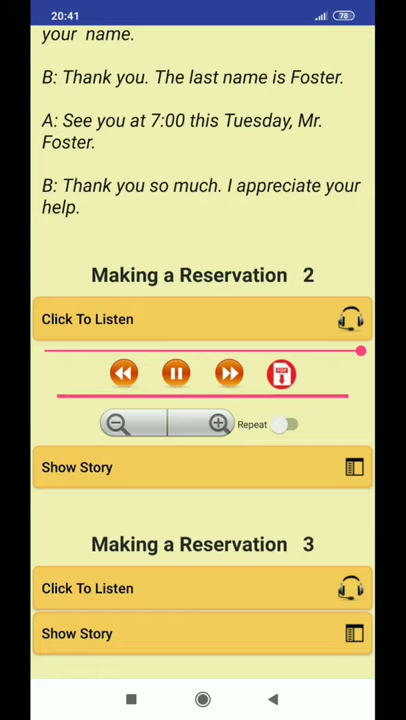 20:41
78
your name.
B: Thank you. The last name is Foster.
A: See you at 7:00 this Tuesday, Mr.
Foster.
B: Thank you so much. I appreciate your
help.
Making a Reservation 2
Click To Listen
PDF
Repeat
Show Story
Making a Reservation 3
Click To Listen
Show Story